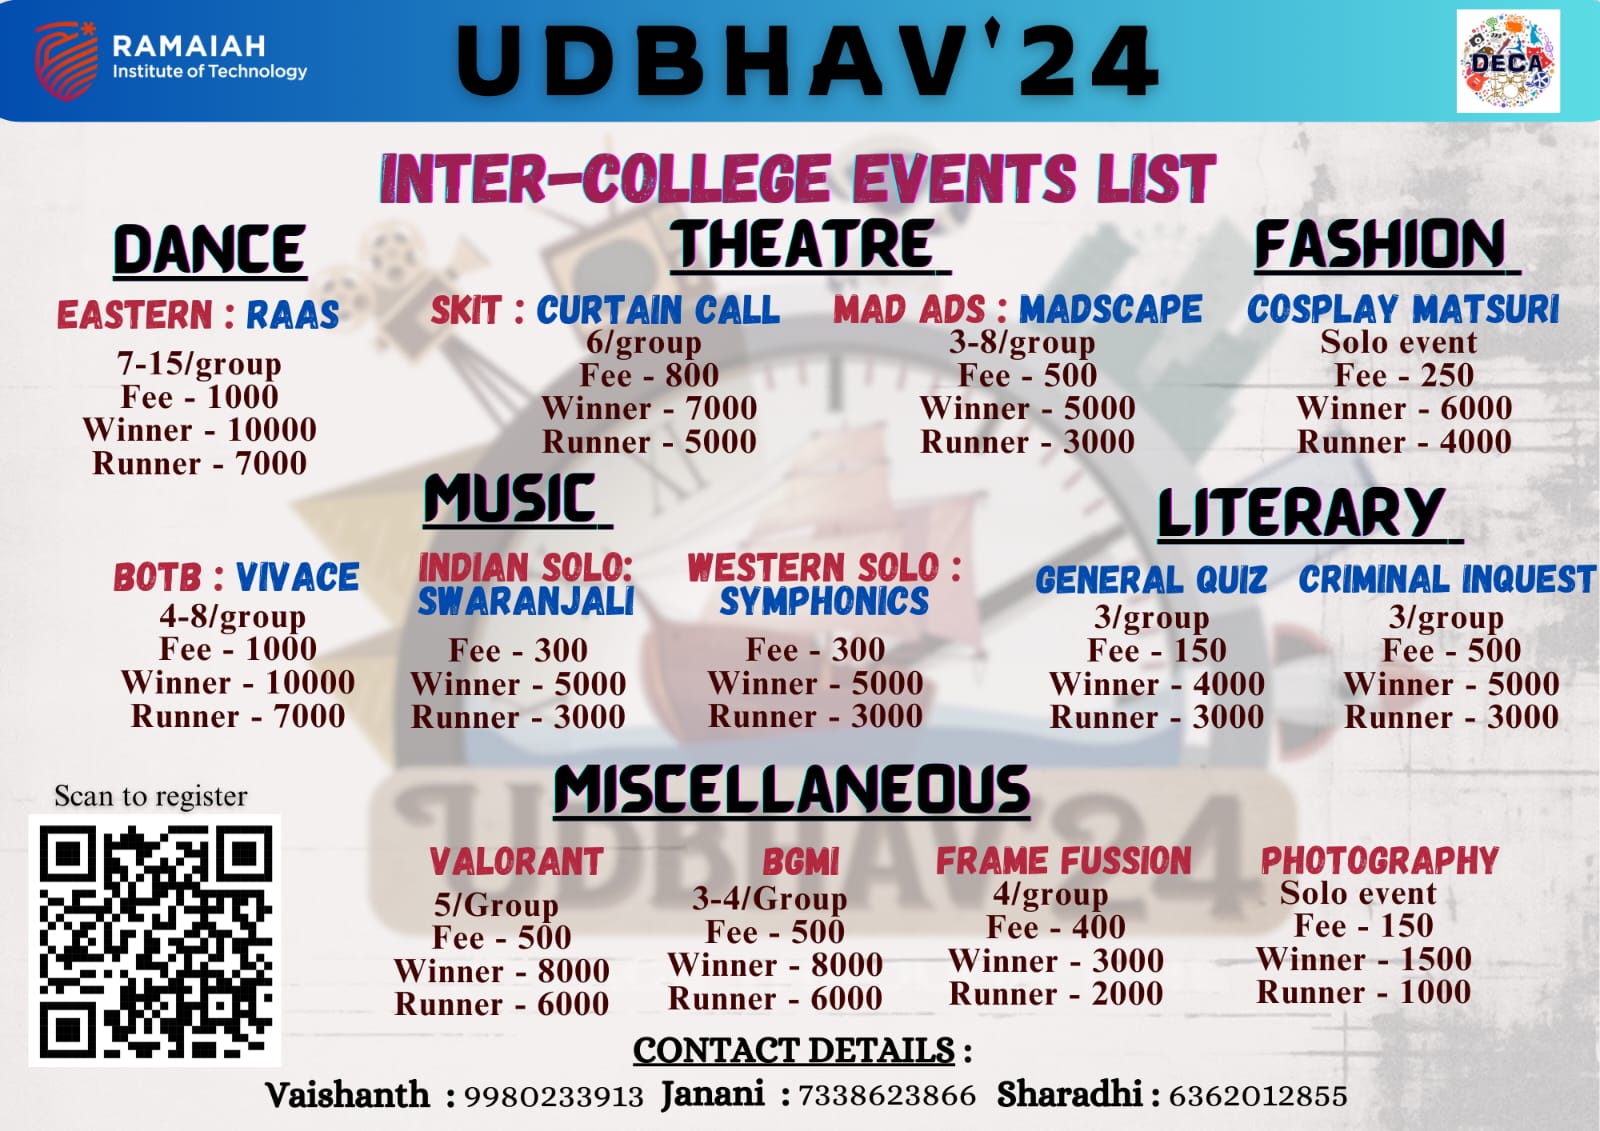 RAMAIAH
Institute of Technology
UDBHAV'24
DECA
INTER-COLLEGE EVENTS LIST
DANCE
EASTERN : RAAS
7-15/group
Fee - 1000
Winner - 10000
Runner - 7000
THEATRE
SKIT : CURTAIN CALL
6/group
Fee - 800
Winner - 7000
Runner - 5000
MAD ADS : MADSCAPE
3-8/group
Fee - 500
Winner - 5000
Runner - 3000
FASHION
COSPLAY MATSURI
Solo event
Fee - 250
Winner - 6000
Runner - 4000
MUSIC
BOTB : VIVACE
4-8/group
Fee - 1000
Winner - 10000
Runner - 7000
INDIAN SOLO:
SWARANJALI
Fee - 300
Winner - 5000
Runner - 3000
WESTERN SOLO :
SYMPHONICS
Fee - 300
Winner - 5000
Runner - 3000
LITERARY
GENERAL QUIZ
3/group
Fee - 150
Winner - 4000
Runner - 3000
CRIMINAL INQUEST
3/group
Fee - 500
Winner - 5000
Runner - 3000
Scan to register
MISCELLANEOUS
UDBHAV'24
VALORANT
5/Group
Fee - 500
Winner - 8000
Runner - 6000
BGMI
3-4/Group
Fee - 500
Winner - 8000
Runner - 6000
FRAME FUSSION
4/group
Fee - 400
Winner - 3000
Runner - 2000
PHOTOGRAPHY
Solo event
Fee - 150
Winner - 1500
Runner - 1000
CONTACT DETAILS :
Vaishanth : 9980233913 Janani : 7338623866 Sharadhi : 6362012855